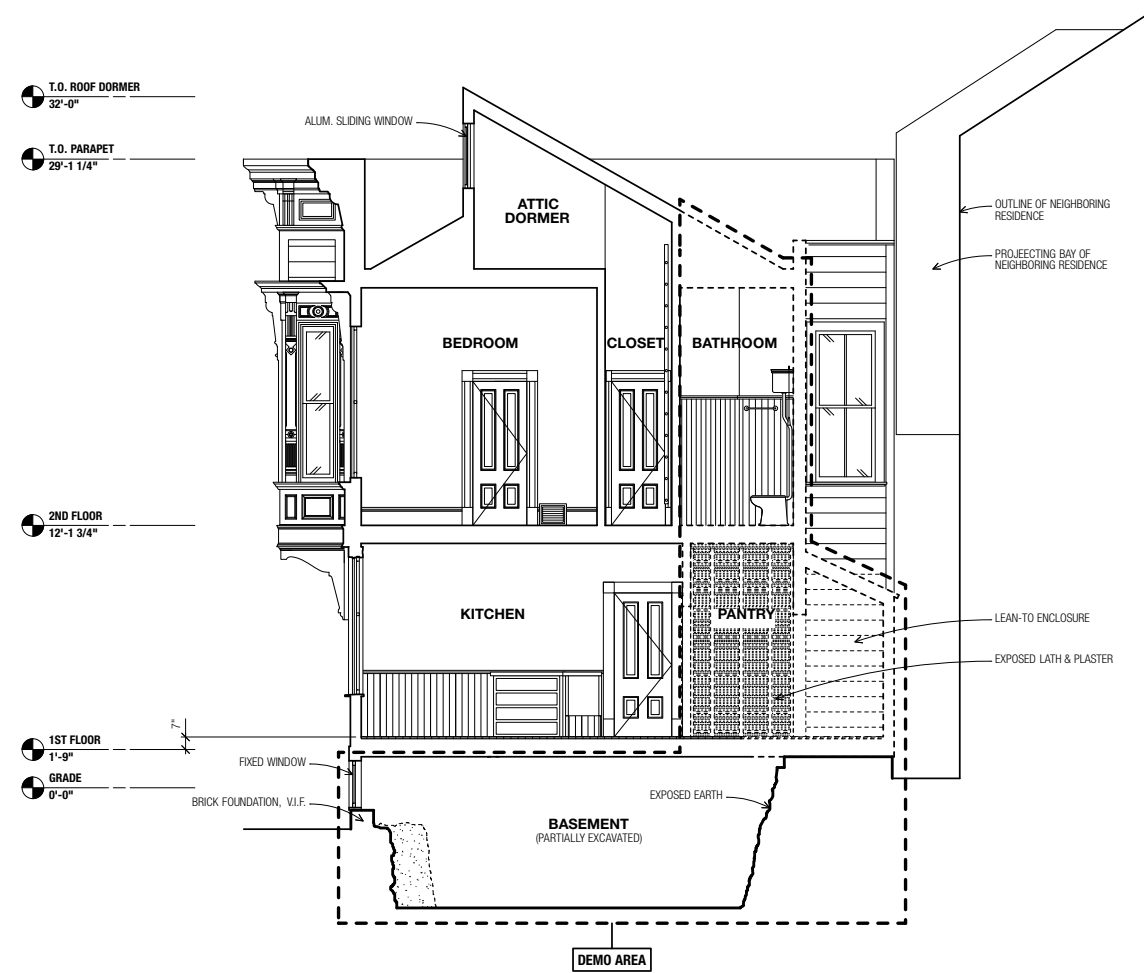 T.O. ROOF DORMER
32'-0"
ALUM. SLIDING WINDOW
T.O. PARAPET
29'-1 1/4"
ATTIC
DORMER
OUTLINE OF NEIGHBORING
RESIDENCE
PROJEECTING BAY OF
NEIGHBORING RESIDENCE
BEDROOM
CLOSET
BATHROOM
2ND FLOOR
12'-1 3/4"
KITCHEN
PANTRY
LEAN-TO ENCLOSURE
EXPOSED LATH & PLASTER
7"
1ST FLOOR
1'-9"
FIXED WINDOW
GRADE
0'-0"
BRICK FOUNDATION, V.I.F.
EXPOSED EARTH
BASEMENT
(PARTIALLY EXCAVATED)
DEMO AREA